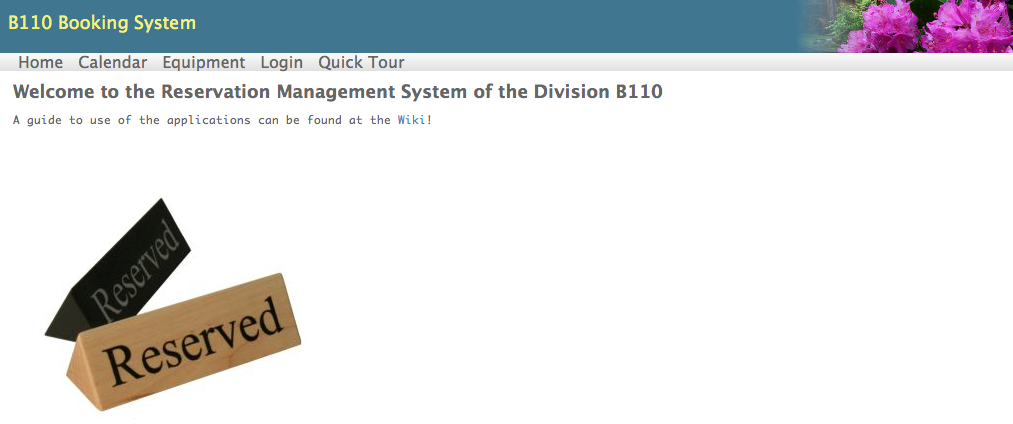 B110 Booking System
Home Calendar Equipment Login Quick Tour
Welcome to the Reservation Management System of the Division B110
A guide to use of the applications can be found at the Wiki!
Reserved
Reserved